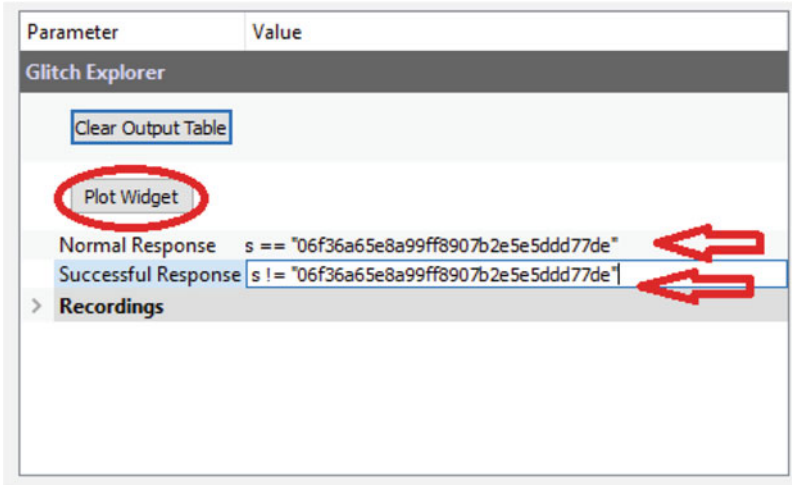 Parameter Value
Glitch Explorer
Clear Output Table
Plot Widget
Normal Response s == "06f36a65e8a99ff8907b2e5e5ddd77de"
Successful Response s != "06f36a65e8a99ff8907b2e5e5ddd77de"
> Recordings